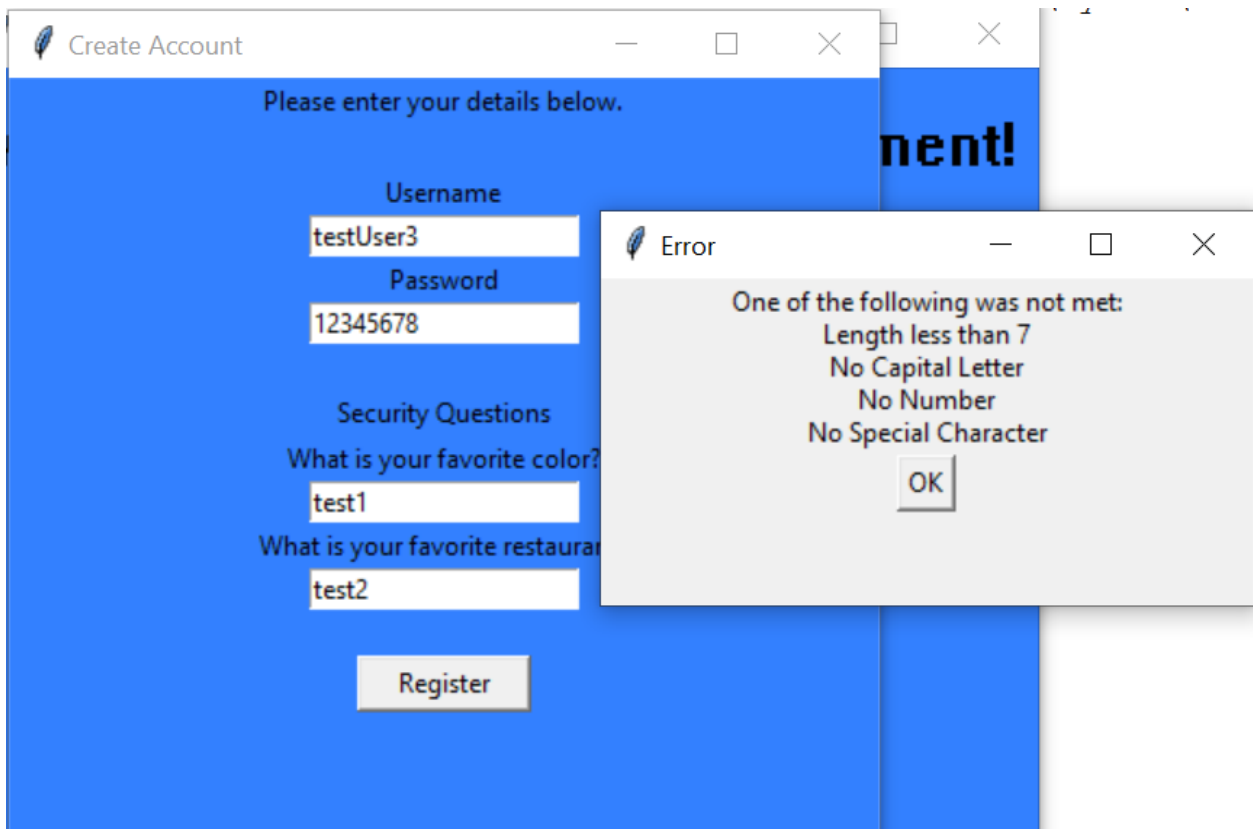 Create Account
Please enter your details below.
ment!
Username
testUser3
Password
12345678
Security Questions
What is your favorite color?
test1
What is your favorite restauran
test2
Register
Error
One of the following was not met:
Length less than 7
No Capital Letter
No Number
No Special Character
OK